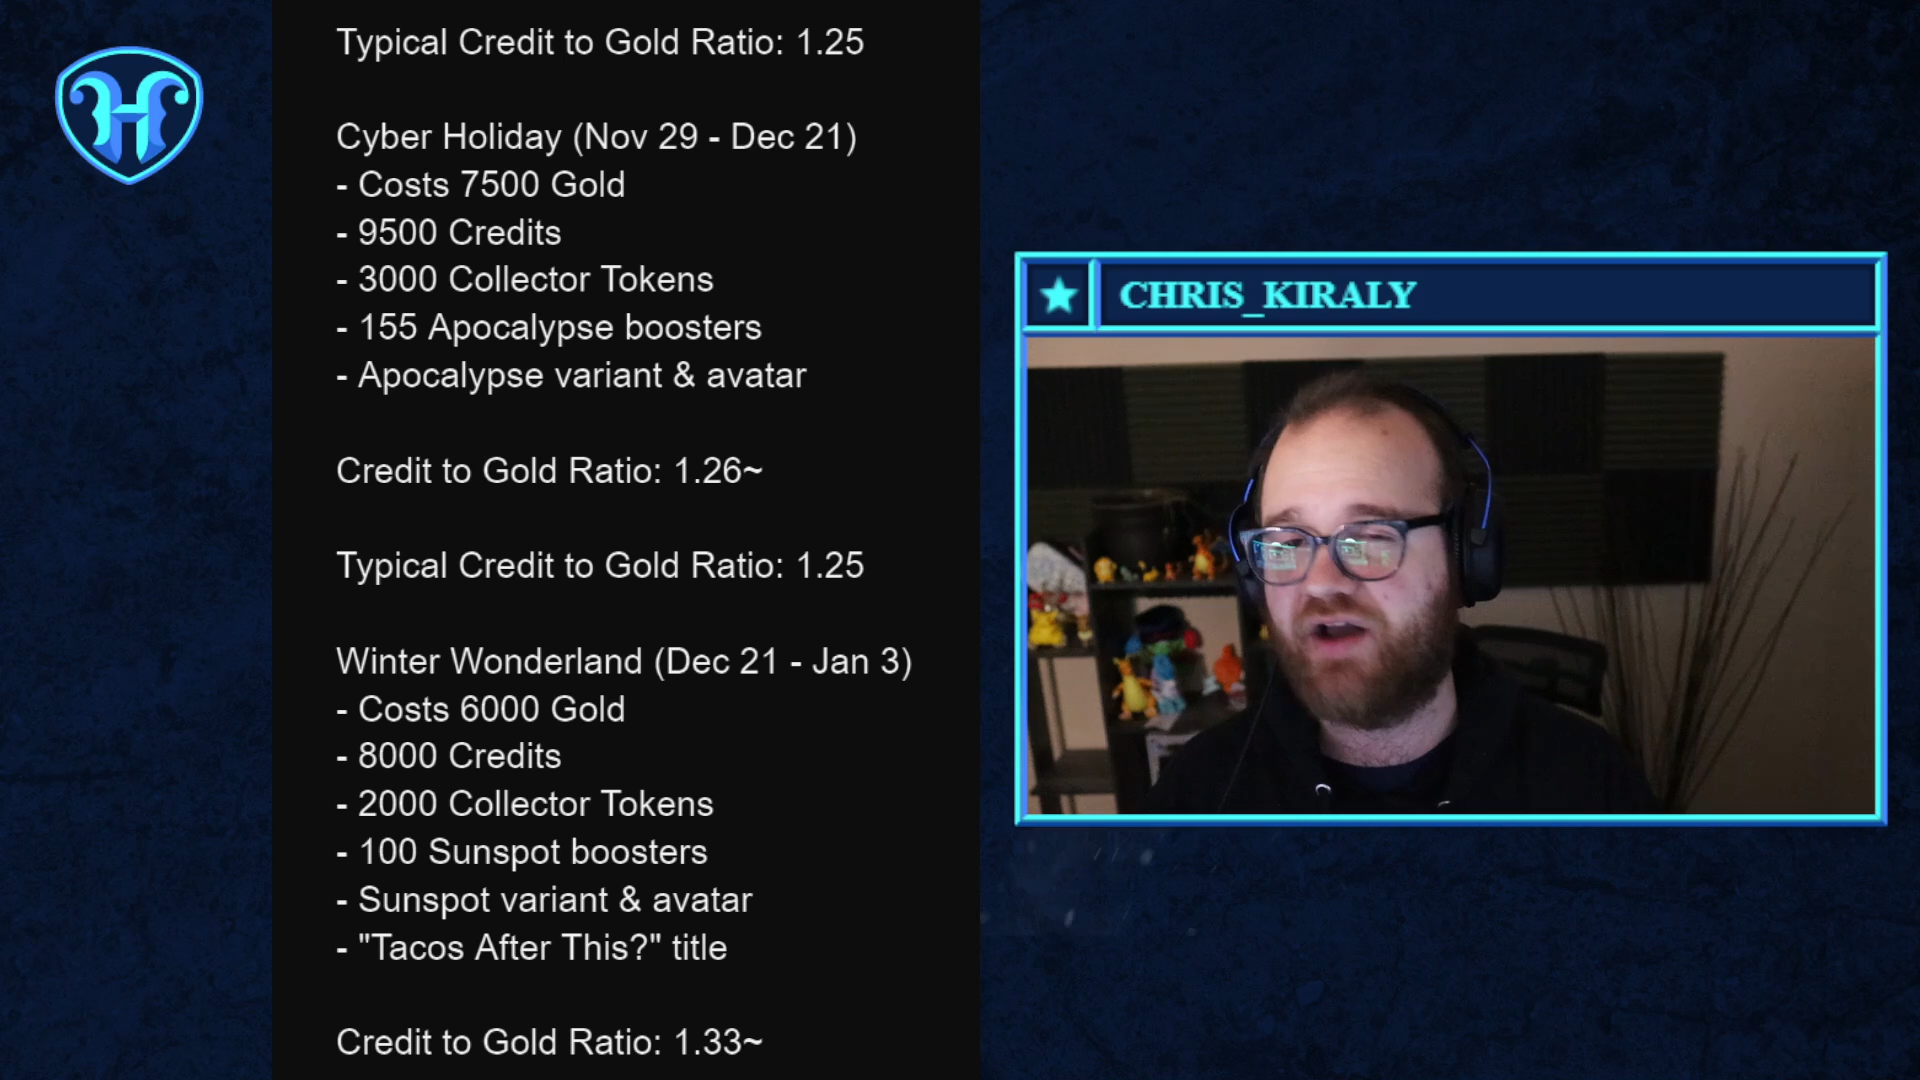 Typical Credit to Gold Ratio: 1.25
Cyber Holiday (Nov 29 - Dec 21)
- Costs 7500 Gold
- 9500 Credits
- 3000 Collector Tokens
- 155 Apocalypse boosters
- Apocalypse variant & avatar
Credit to Gold Ratio: 1.26~
Typical Credit to Gold Ratio: 1.25
Winter Wonderland (Dec 21 - Jan 3)
- Costs 6000 Gold
- 8000 Credits
- 2000 Collector Tokens
- 100 Sunspot boosters
- Sunspot variant & avatar
- "Tacos After This?" title
Credit to Gold Ratio: 1.33~
H
CHRIS_KIRALY